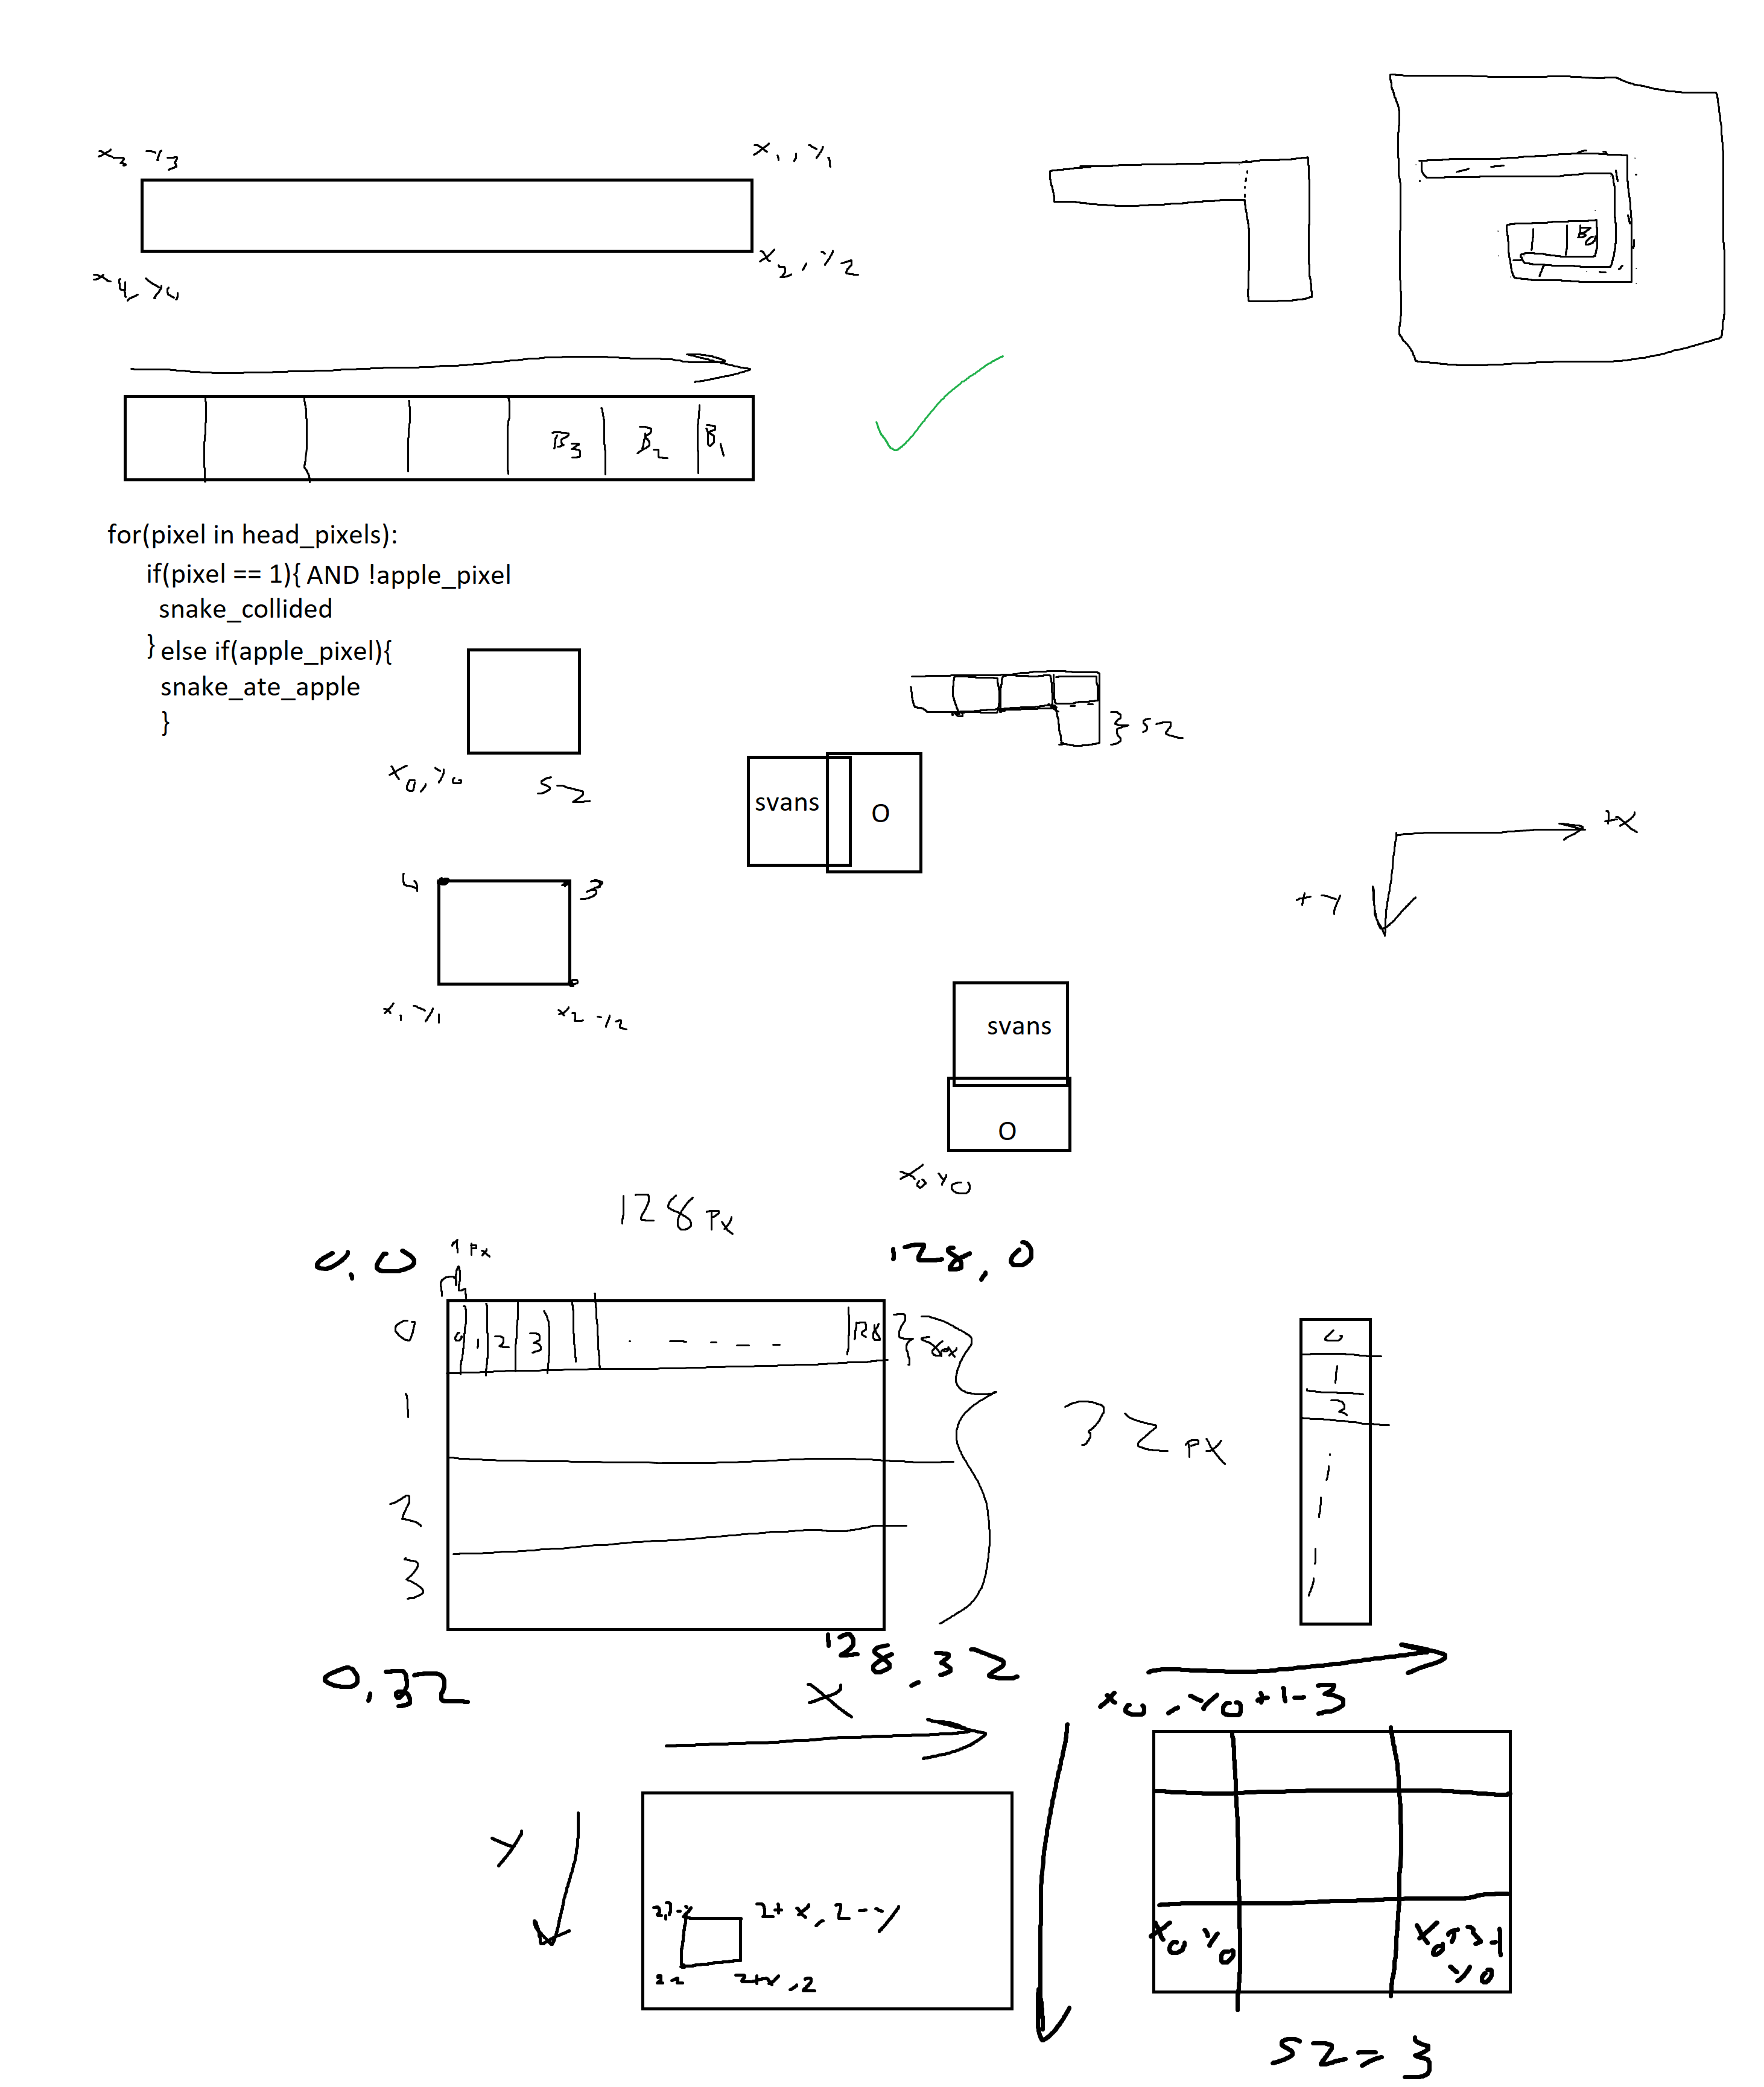 x3 y3
x1, y1
x2, y2
x4, y4
B0
B3 B2 B1
for(pixel in head_pixels):
if(pixel == 1){ AND !apple_pixel
snake_collided
} else if(apple_pixel){
snake_ate_apple
}
x0, y0
sz
} sz
svans
O
+x
+y
4
3
x1 y1
x2 y2
svans
O
x0 y0
128 px
1 px
0,0
128,0
0
0 1 2 3
1
2
3
32 px
0
1
2
0,32
128,32
x
x0, y0+1-3
y
2+x, 2-y
2 2
2+x, 2
x0 y0
x0+3-1
y0
sz=3